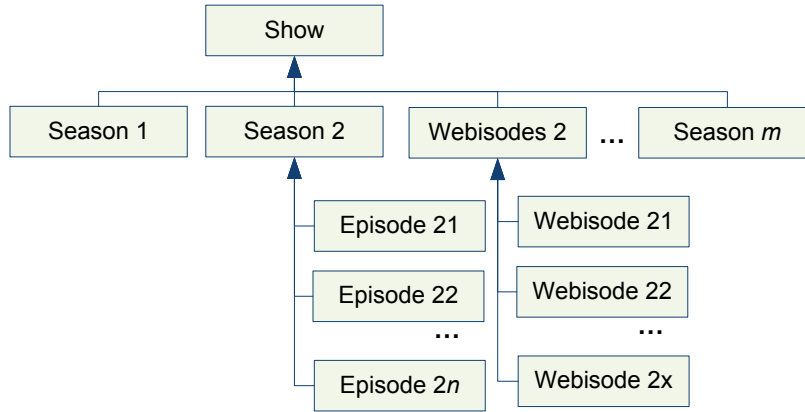 Show
Season 1
Season 2
Webisodes 2
...
Season m
Episode 21
Webisode 21
Episode 22
Webisode 22
...
...
Episode 2n
Webisode 2x